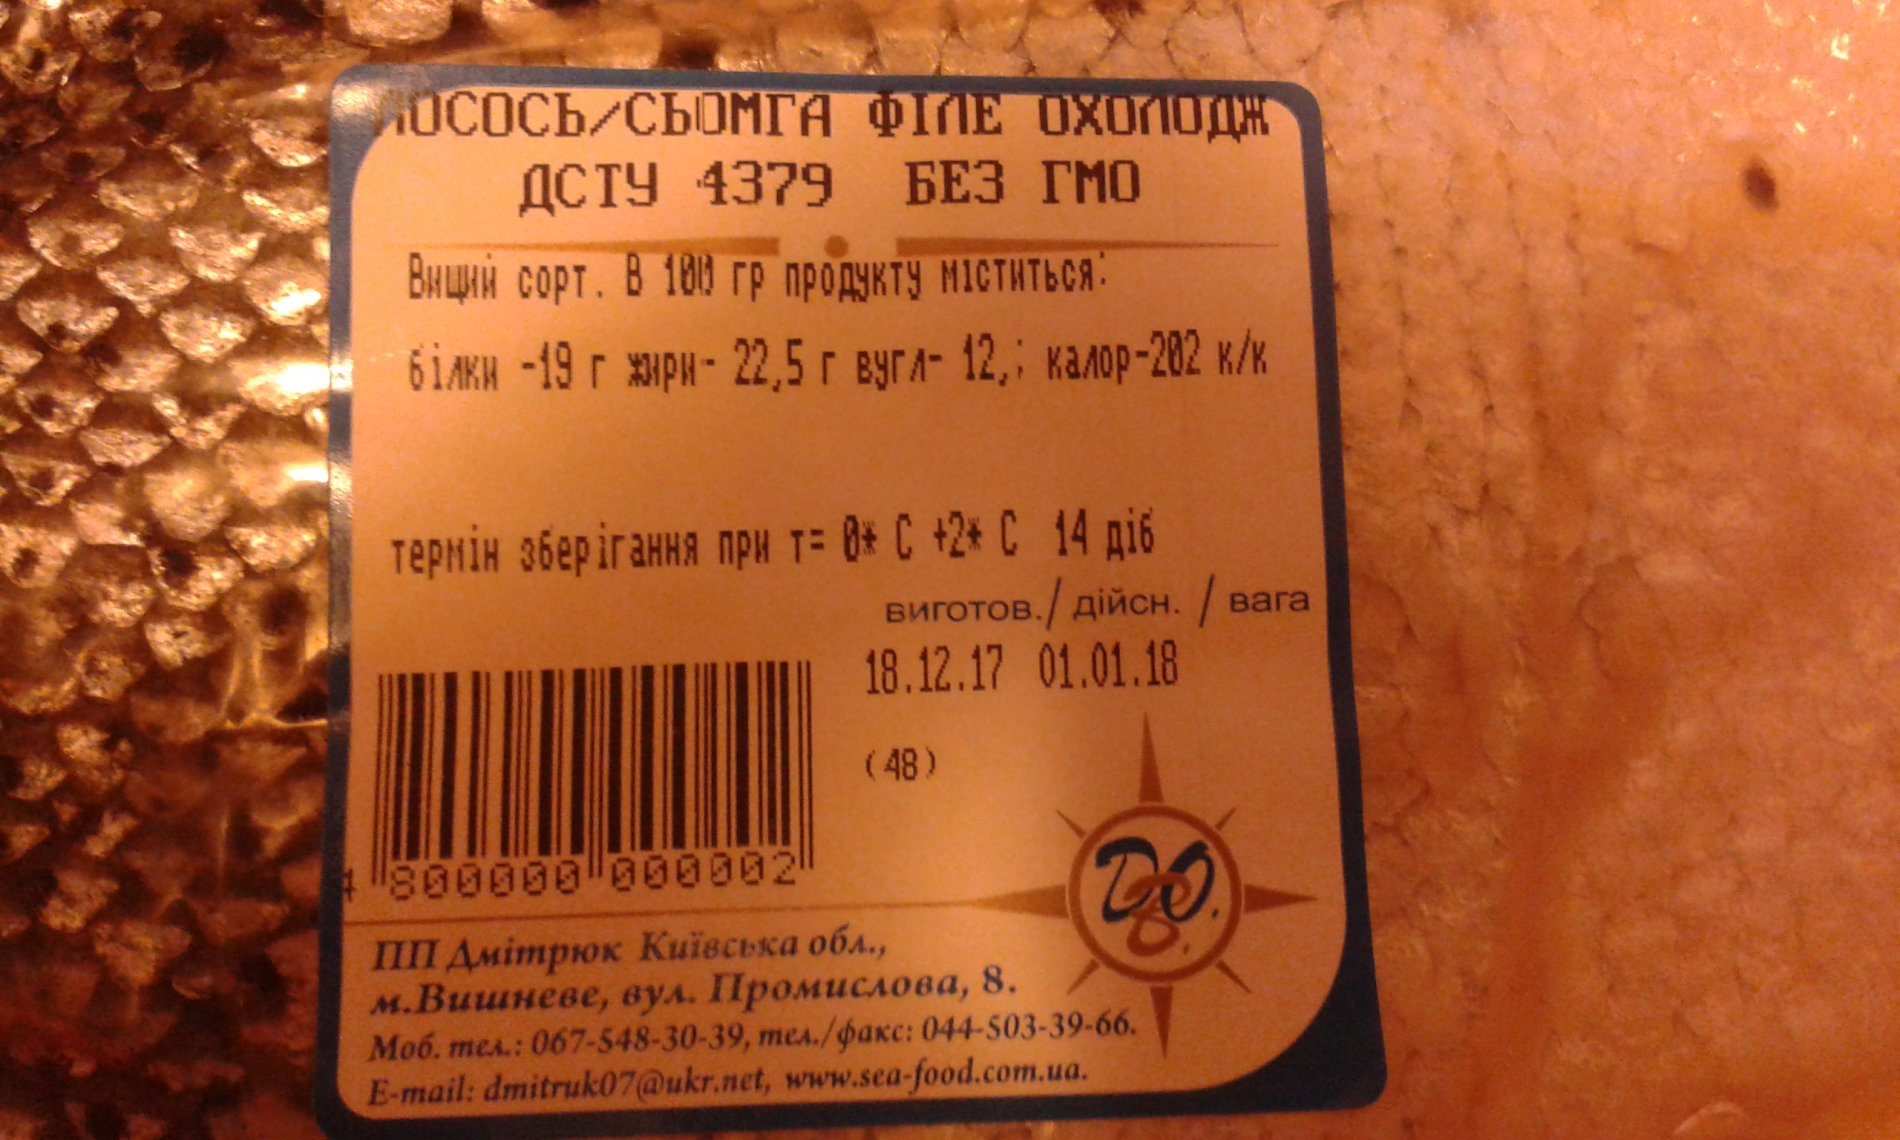 ЛОСОСЬ/СЬОМГА ФІЛЕ ОХОЛОДЖ
ДСТУ 4379 БЕЗ ГМО
Вищий сорт. В 100 гр продукту міститься:
білки -19 г жири- 22,5 г вугл- 12,; калор-202 к/к
термін зберігання при т= 0* С +2* С 14 діб
виготов./ дійсн. / вага
18.12.17 01.01.18
(48)
4 800000 000002
Д.О.
В.
ПП Дмітрюк Київська обл.,
м.Вишневе, вул. Промислова, 8.
Моб. тел.: 067-548-30-39, тел./факс: 044-503-39-66.
E-mail: dmitruk07@ukr.net, www.sea-food.com.ua.